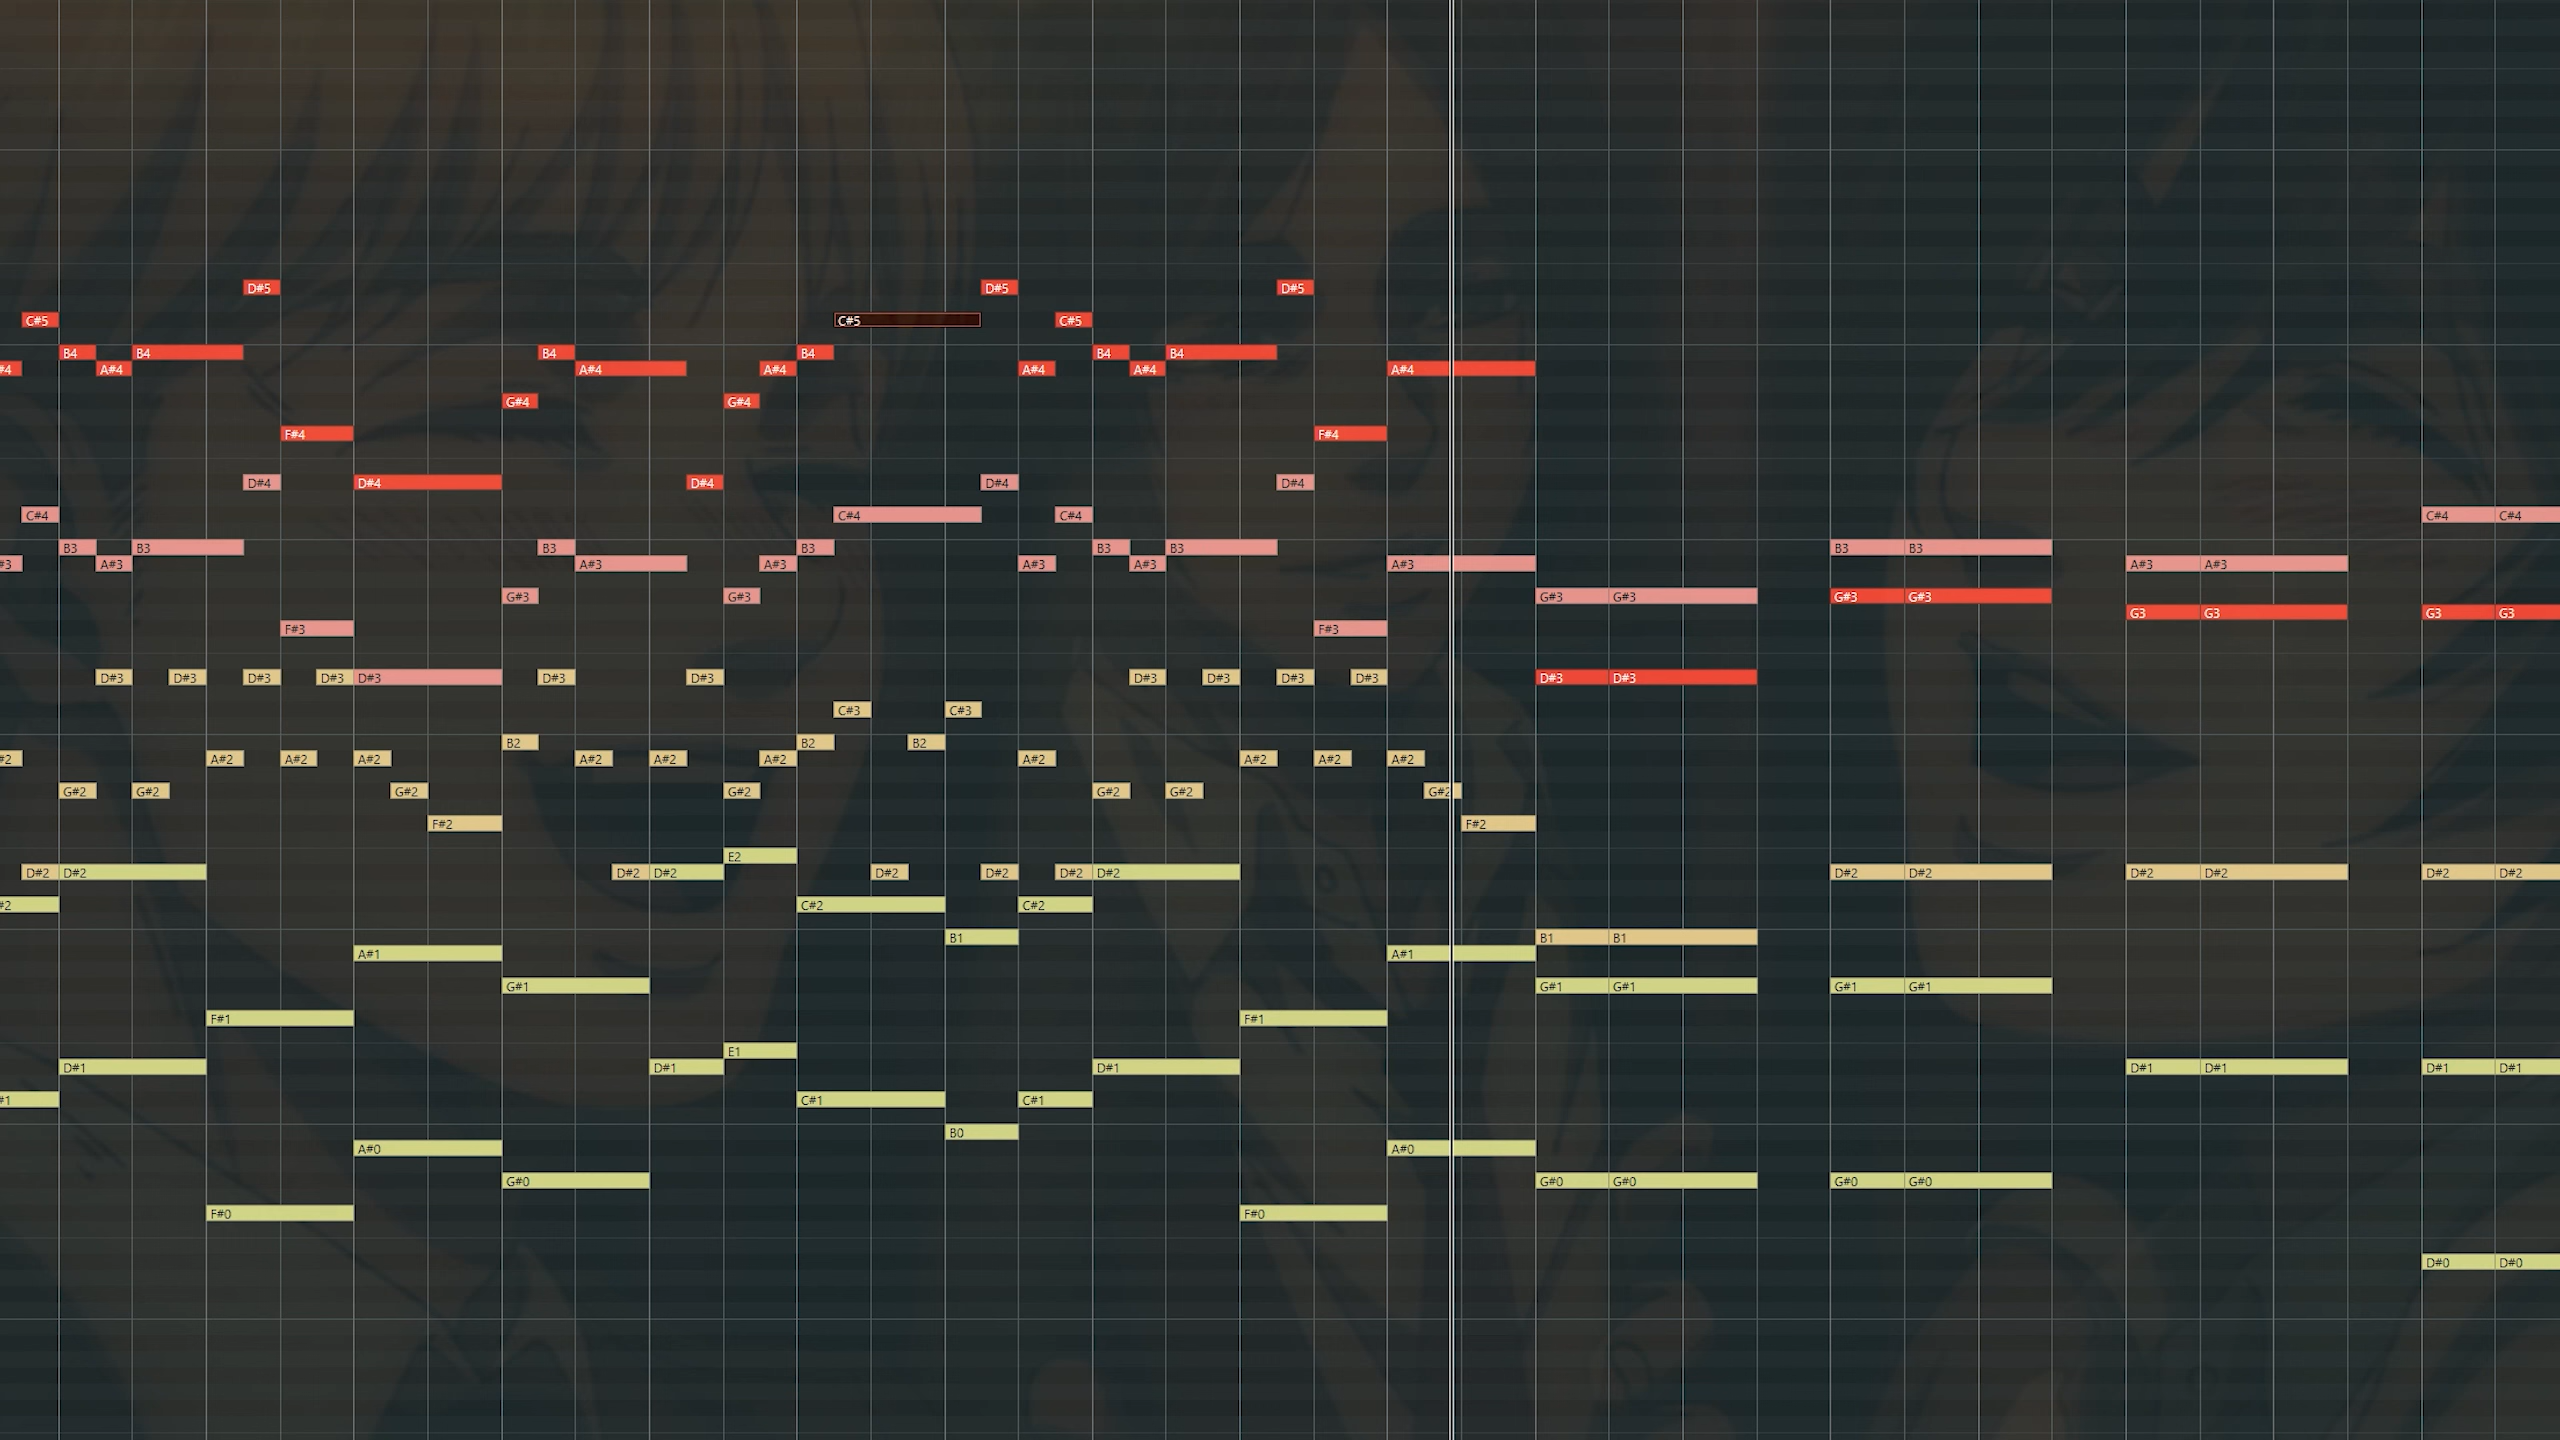 D#5 D#5 D#5
C#5 C#5 C#5
B4 B4 B4 B4 B4 B4
#4 A#4 A#4 A#4 A#4 A#4 A#4
G#4 G#4
F#4 F#4
D#4 D#4 D#4 D#4 D#4
C#4 C#4 C#4 C#4 C#4
B3 B3 B3 B3 B3 B3 B3 B3
#3 A#3 A#3 A#3 A#3 A#3 A#3 A#3 A#3
G#3 G#3 G#3 G#3 G#3 G#3
G3 G3 G3 G3
F#3 F#3
D#3 D#3 D#3 D#3 D#3 D#3 D#3 D#3 D#3 D#3 D#3 D#3 D#3
C#3 C#3
B2 B2 B2
#2 A#2 A#2 A#2 A#2 A#2 A#2 A#2 A#2 A#2 A#2
G#2 G#2 G#2 G#2 G#2 G#2 G#2
F#2 F#2
E2
D#2 D#2 D#2 D#2 D#2 D#2 D#2 D#2 D#2 D#2 D#2 D#2 D#2 D#2
#2 C#2 C#2
B1 B1 B1
A#1 A#1
G#1 G#1 G#1 G#1 G#1
F#1 F#1
E1
D#1 D#1 D#1 D#1 D#1 D#1 D#1
#1 C#1 C#1
B0
A#0 A#0
G#0 G#0 G#0 G#0 G#0
F#0 F#0
D#0 D#0